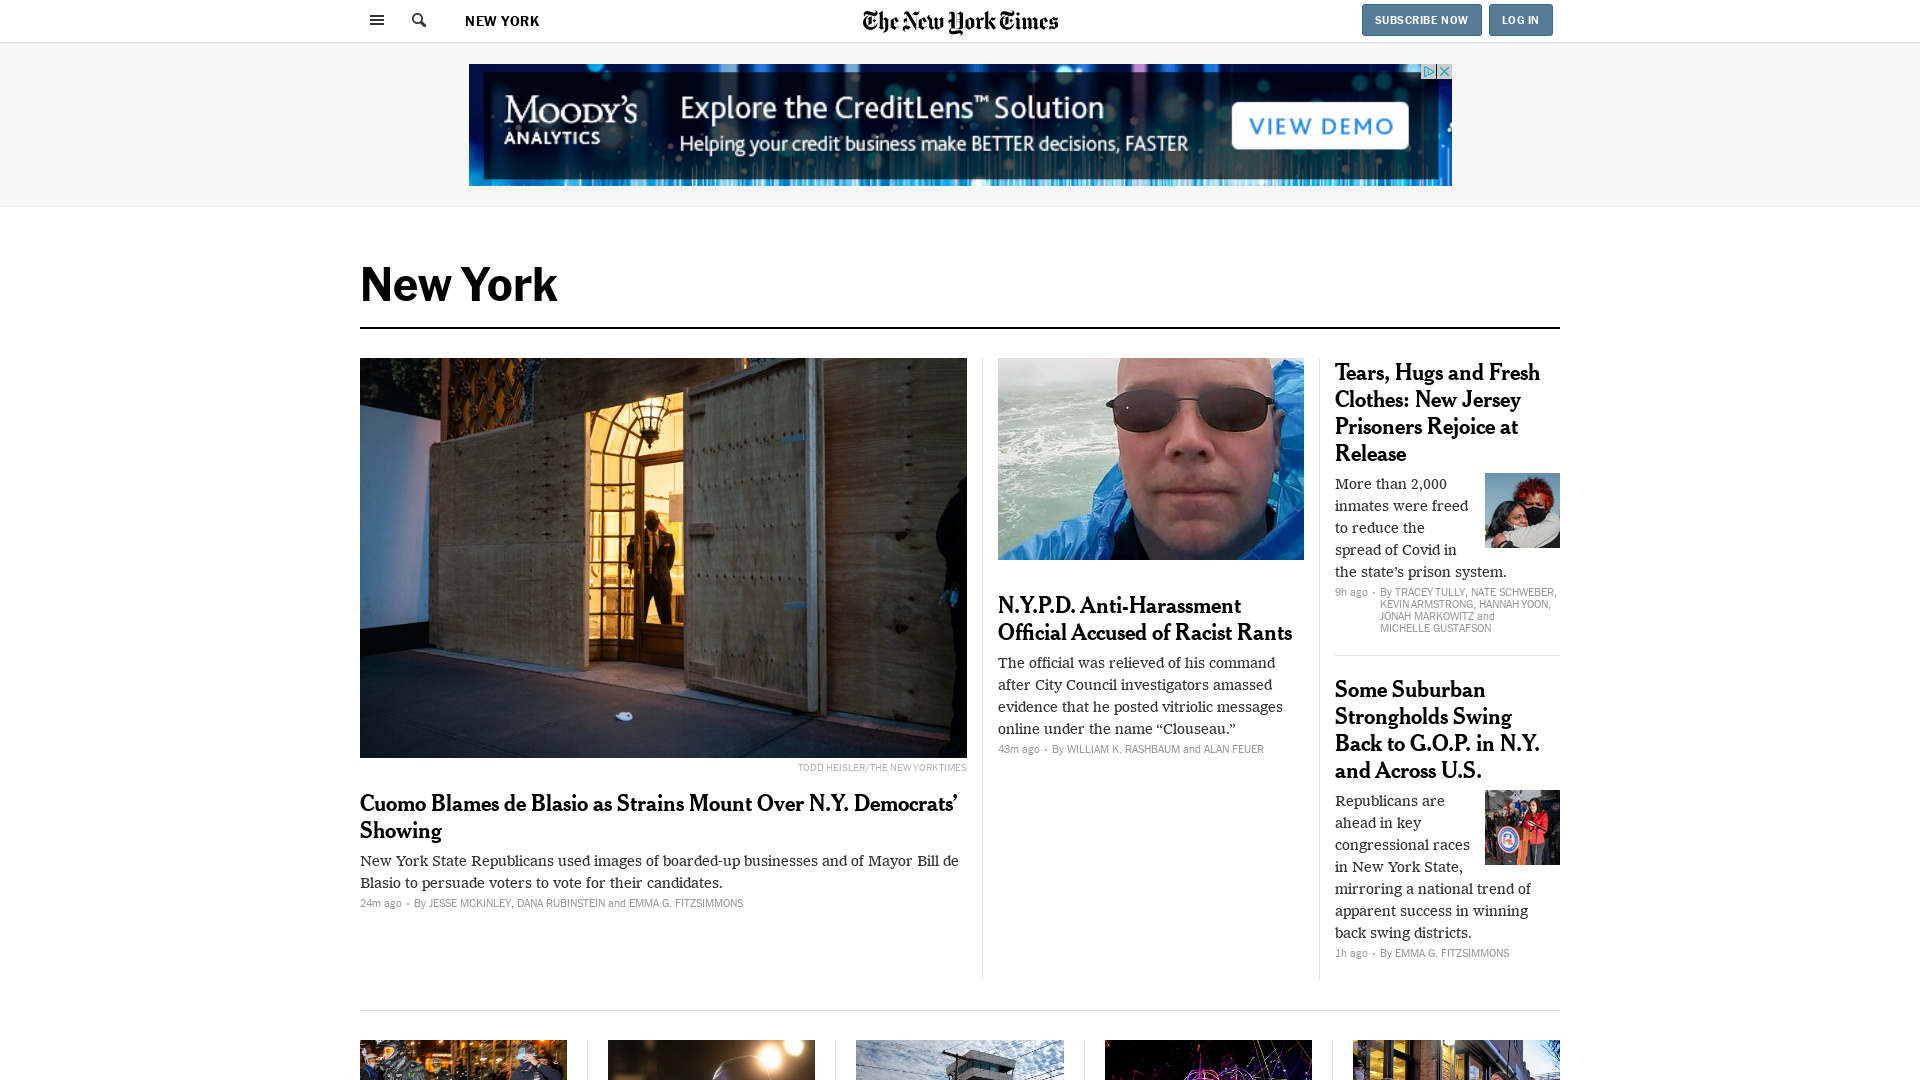 NEW YORK
The New York Times
SUBSCRIBE NOW
LOG IN
MOODY'S
ANALYTICS
Explore the CreditLens™ Solution
Helping your credit business make BETTER decisions, FASTER
VIEW DEMO
New York
TODD HEISLER/THE NEW YORK TIMES
Cuomo Blames de Blasio as Strains Mount Over N.Y. Democrats’
Showing
New York State Republicans used images of boarded-up businesses and of Mayor Bill de
Blasio to persuade voters to vote for their candidates.
24m ago • By JESSE MCKINLEY, DANA RUBINSTEIN and EMMA G. FITZSIMMONS
N.Y.P.D. Anti-Harassment
Official Accused of Racist Rants
The official was relieved of his command
after City Council investigators amassed
evidence that he posted vitriolic messages
online under the name “Clouseau.”
43m ago • By WILLIAM K. RASHBAUM and ALAN FEUER
Tears, Hugs and Fresh
Clothes: New Jersey
Prisoners Rejoice at
Release
More than 2,000
inmates were freed
to reduce the
spread of Covid in
the state’s prison system.
9h ago • By TRACEY TULLY, NATE SCHWEBER,
KEVIN ARMSTRONG, HANNAH YOON,
JONAH MARKOWITZ and
MICHELLE GUSTAFSON
Some Suburban
Strongholds Swing
Back to G.O.P. in N.Y.
and Across U.S.
Republicans are
ahead in key
congressional races
in New York State,
mirroring a national trend of
apparent success in winning
back swing districts.
1h ago • By EMMA G. FITZSIMMONS